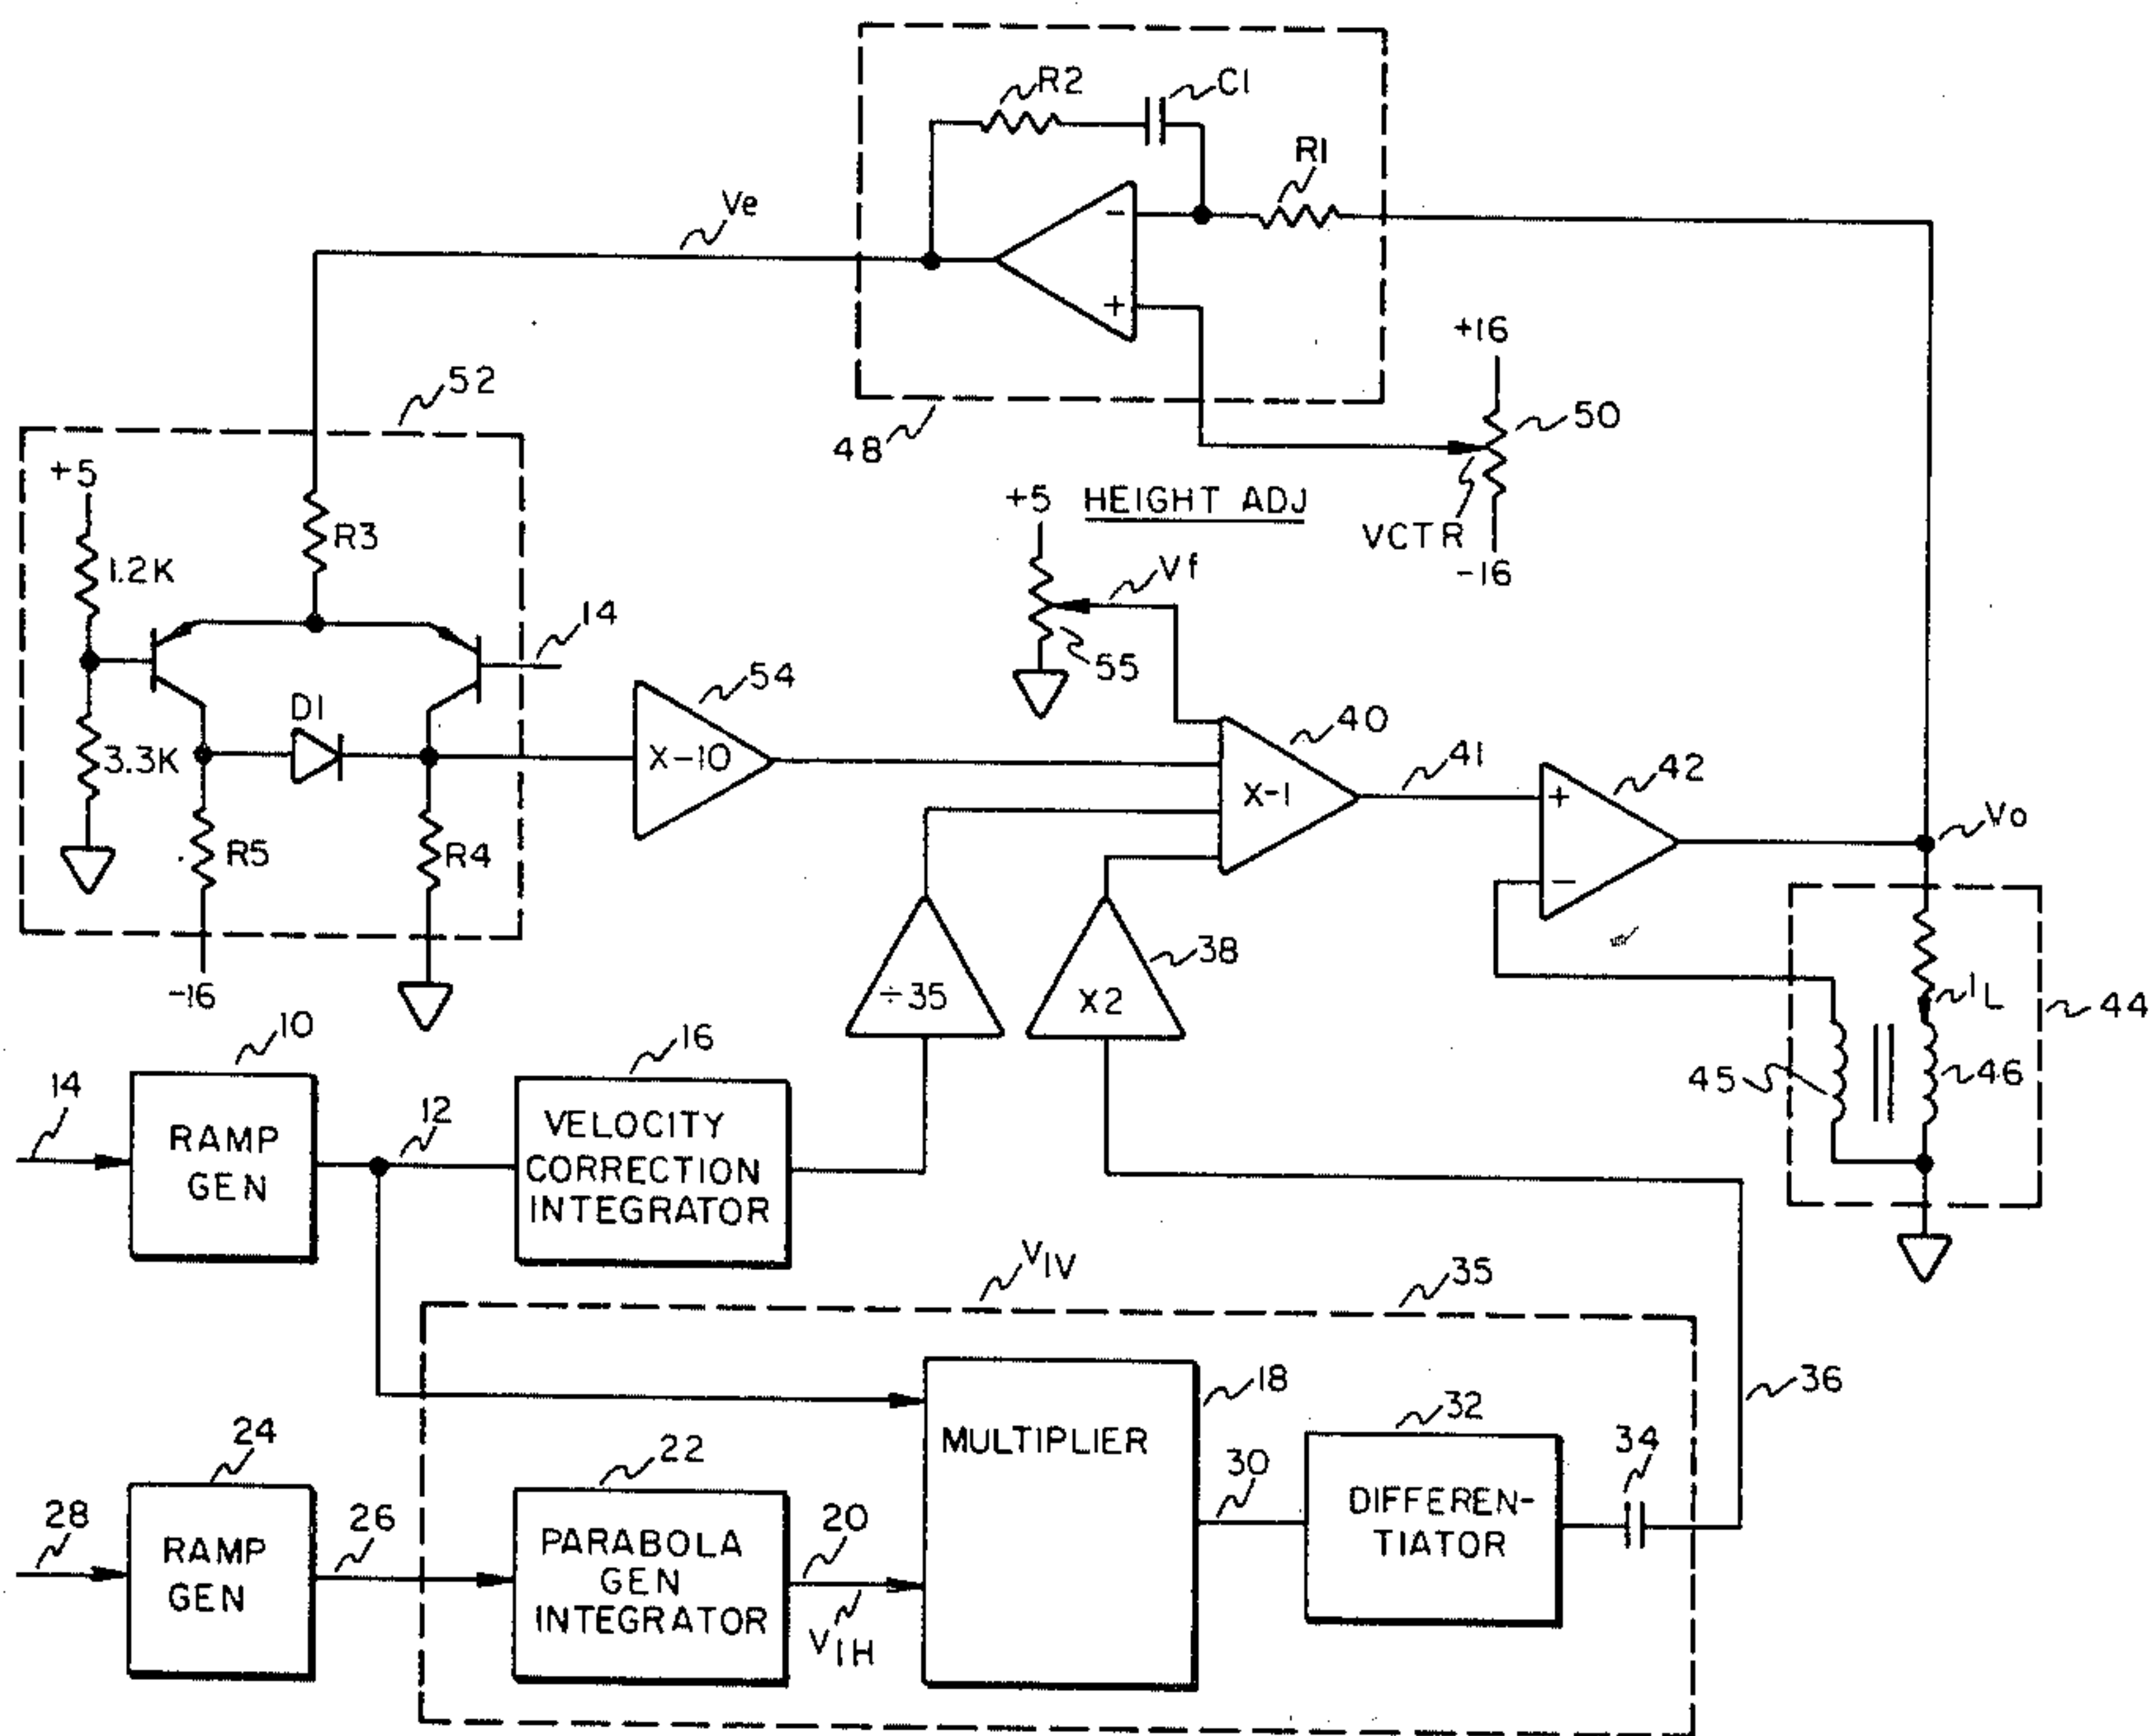 R2
C1
R1
Ve
-
+
52
48
+16
50
VCTR
-16
+5
R3
1.2K
3.3K
14
D1
R5
R4
-16
+5 HEIGHT ADJ
Vf
55
54
X-10
40
X-1
41
42
+
-
Vo
÷35
38
X2
IL
44
45
46
14
10
RAMP
GEN
12
16
VELOCITY
CORRECTION
INTEGRATOR
VIV
35
36
28
24
RAMP
GEN
26
22
PARABOLA
GEN
INTEGRATOR
20
VIH
18
MULTIPLIER
30
32
DIFFEREN-
TIATOR
34